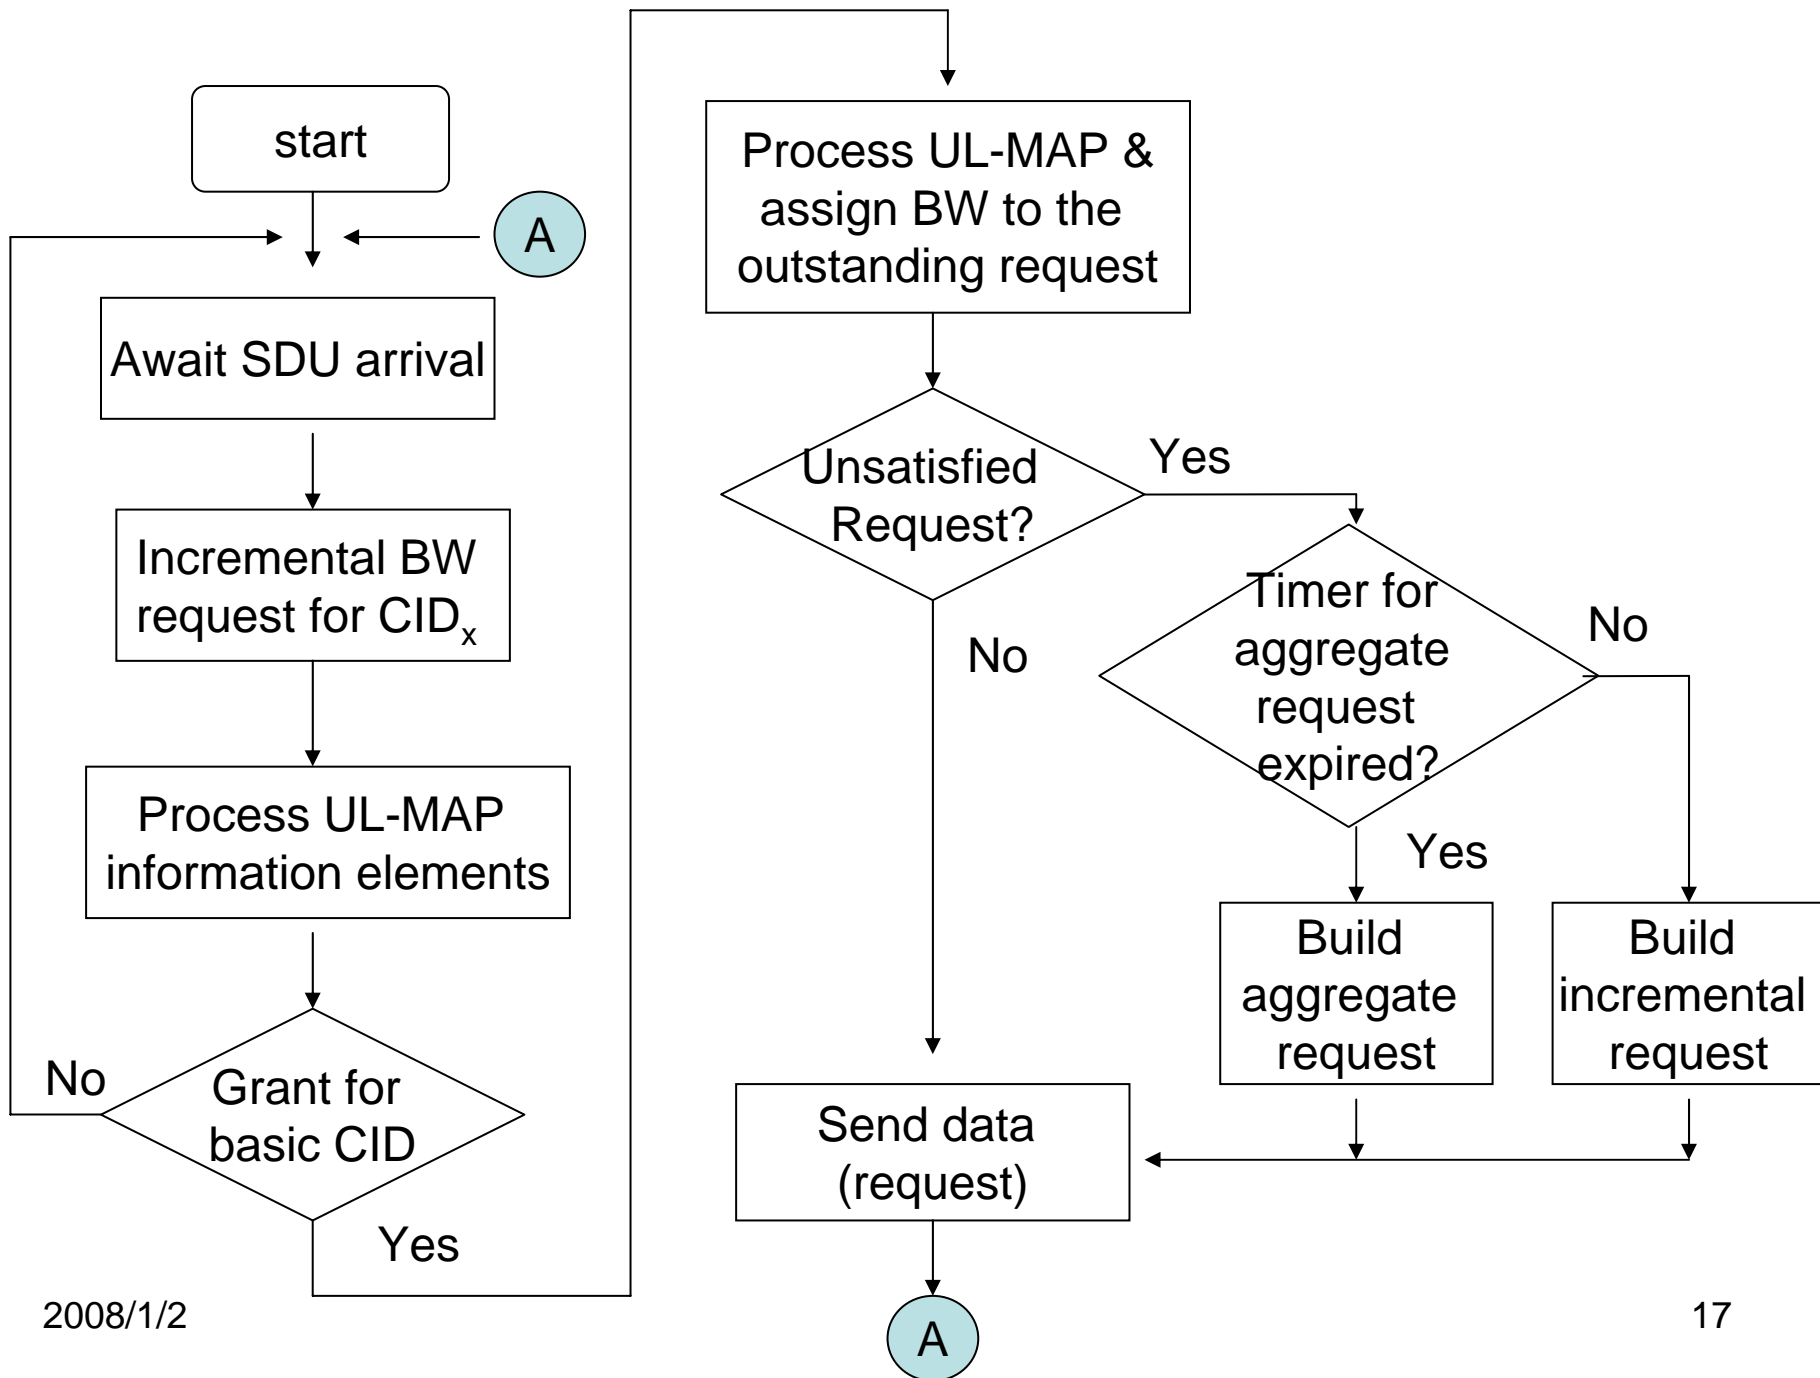 start
A
Await SDU arrival
Incremental BW
request for CIDx
Process UL-MAP
information elements
No
Grant for
basic CID
Yes
Process UL-MAP &
assign BW to the
outstanding request
Unsatisfied
Request?
Yes
No
Timer for
aggregate
request
expired?
No
Yes
Build
aggregate
request
Build
incremental
request
Send data
(request)
A
2008/1/2
17